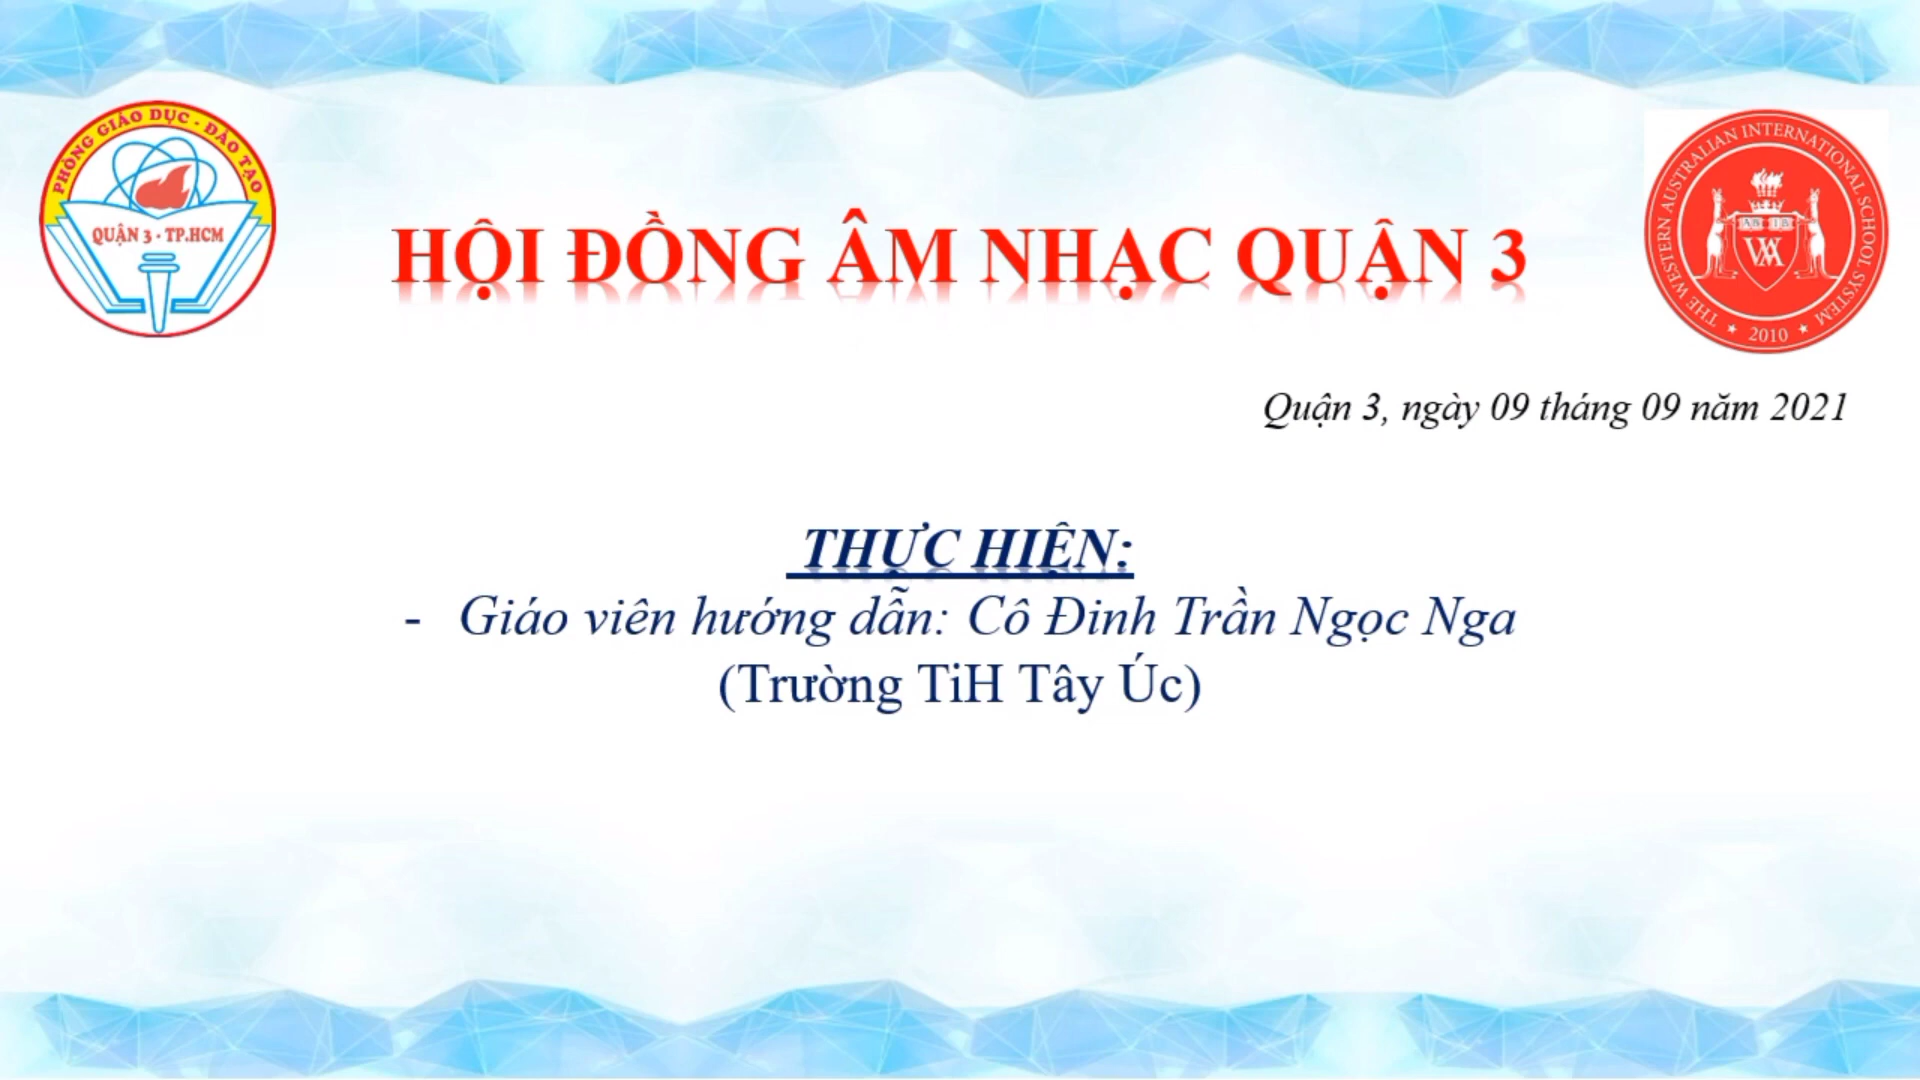 PHÒNG GIÁO DỤC - ĐÀO TẠO
QUẬN 3 - TP.HCM
THE WESTERN AUSTRALIAN INTERNATIONAL SCHOOL SYSTEM
2010
HỘI ĐỒNG ÂM NHẠC QUẬN 3
Quận 3, ngày 09 tháng 09 năm 2021
THỰC HIỆN:
- Giáo viên hướng dẫn: Cô Đinh Trần Ngọc Nga
(Trường TiH Tây Úc)